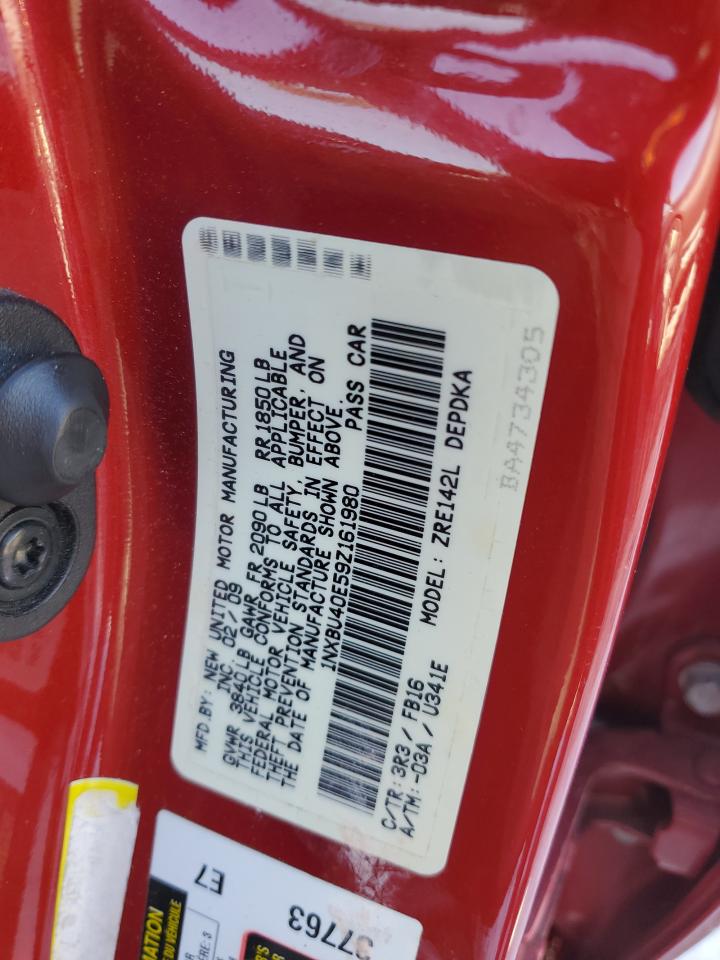 MFD.BY: NEW UNITED MOTOR MANUFACTURING
INC. 02/09
GVWR 3840LB GAWR FR 2090LB RR 1850LB
THIS VEHICLE CONFORMS TO ALL APPLICABLE
FEDERAL MOTOR VEHICLE SAFETY, BUMPER, AND
THEFT PREVENTION STANDARDS IN EFFECT ON
THE DATE OF MANUFACTURE SHOWN ABOVE.
1NXBU40E59Z161980 PASS CAR
C/TR: 3R3/FB16 MODEL: ZRE142L DEPDKA
A/TM: -03A/U341E
BA4734305
E7
37763